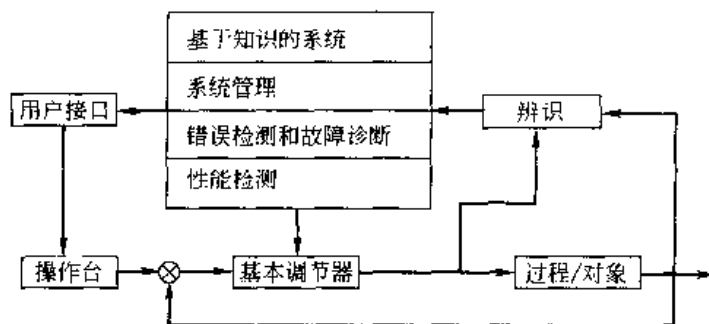 基于知识的系统
系统管理
用户接口
辨识
错误检测和故障诊断
性能检测
操作台
基本调节器
过程/对象